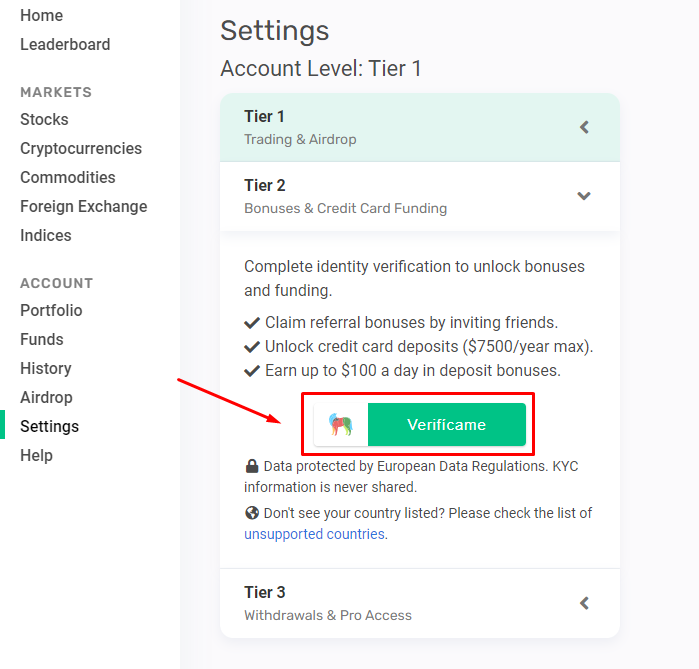 Home
Leaderboard
MARKETS
Stocks
Cryptocurrencies
Commodities
Foreign Exchange
Indices
ACCOUNT
Portfolio
Funds
History
Airdrop
Settings
Help
Settings
Account Level: Tier 1
Tier 1
Trading & Airdrop
Tier 2
Bonuses & Credit Card Funding
Complete identity verification to unlock bonuses
and funding.
Claim referral bonuses by inviting friends.
Unlock credit card deposits ($7500/year max).
Earn up to $100 a day in deposit bonuses.
Verifícame
Data protected by European Data Regulations. KYC
information is never shared.
Don't see your country listed? Please check the list of
unsupported countries.
Tier 3
Withdrawals & Pro Access